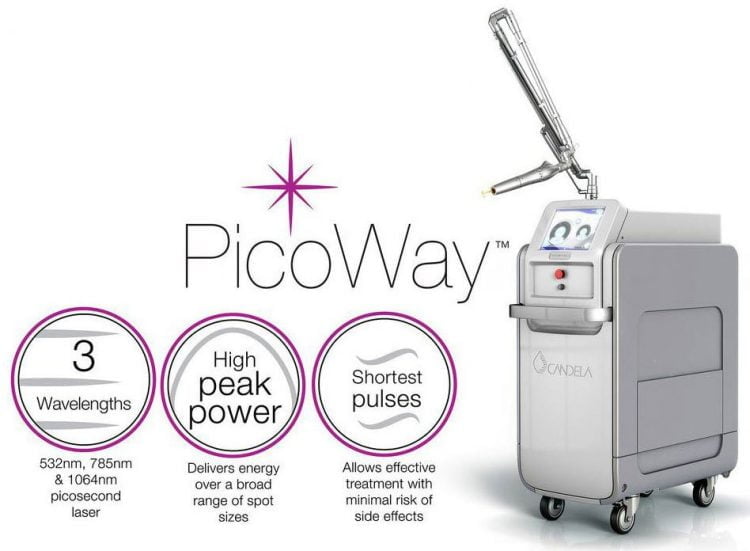 PicoWay™
3
Wavelengths
532nm, 785nm
& 1064nm
picosecond
laser
High
peak
power
Delivers energy
over a broad
range of spot
sizes
Shortest
pulses
Allows effective
treatment with
minimal risk of
side effects
CANDELA